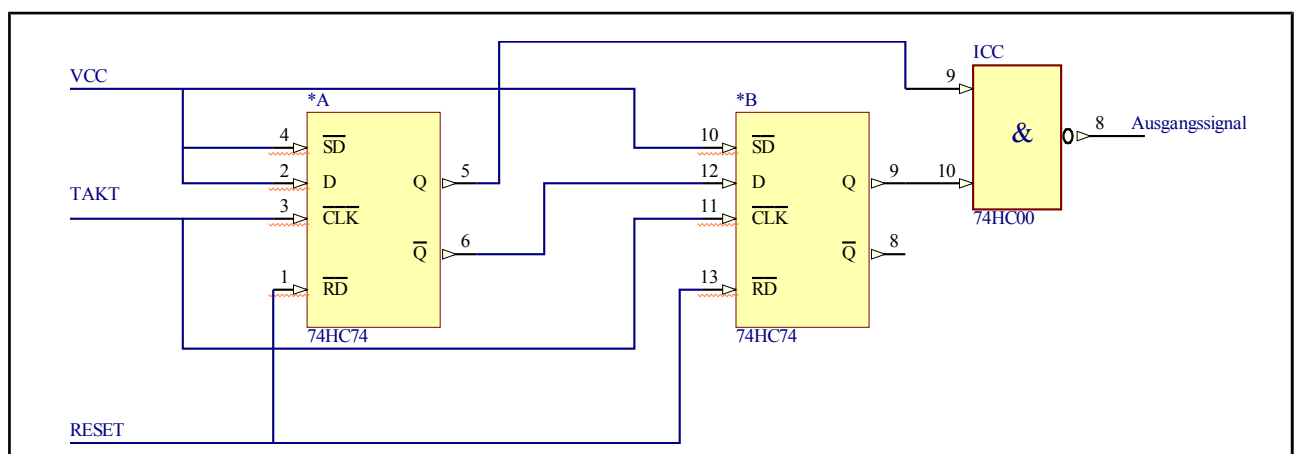 ICC
VCC
9
*A
*B
4
SD
10
SD
&
8
Ausgangssignal
2
D
Q
5
12
D
Q
9
10
TAKT
3
CLK
11
CLK
74HC00
Q
6
Q
8
1
RD
13
RD
74HC74
74HC74
RESET